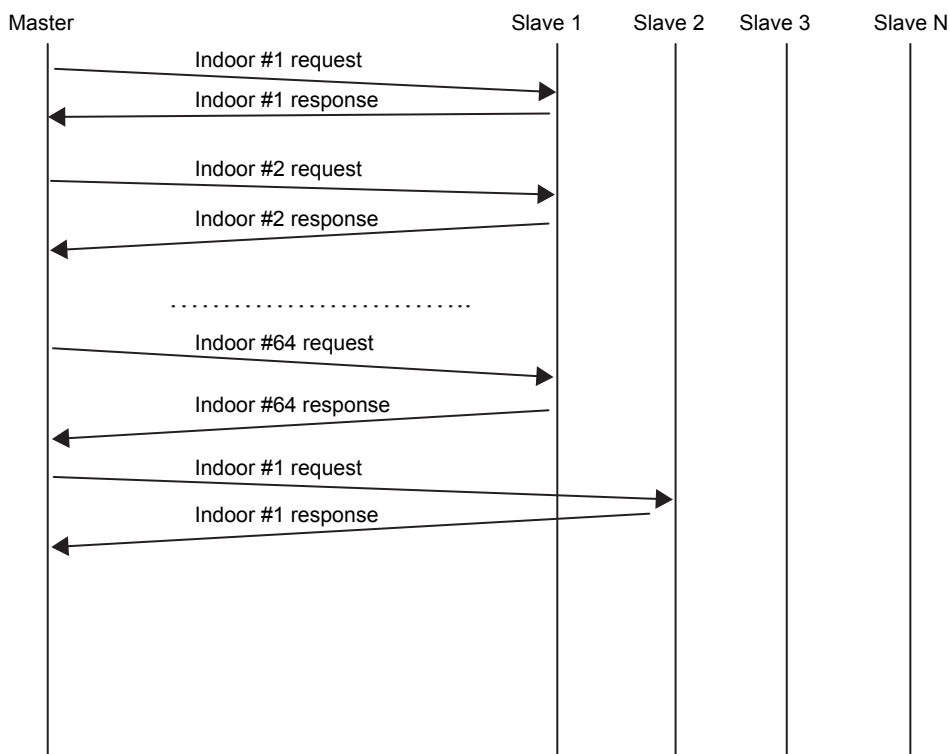 Master Slave 1 Slave 2 Slave 3 Slave N
Indoor #1 request
Indoor #1 response
Indoor #2 request
Indoor #2 response
Indoor #64 request
Indoor #64 response
Indoor #1 request
Indoor #1 response